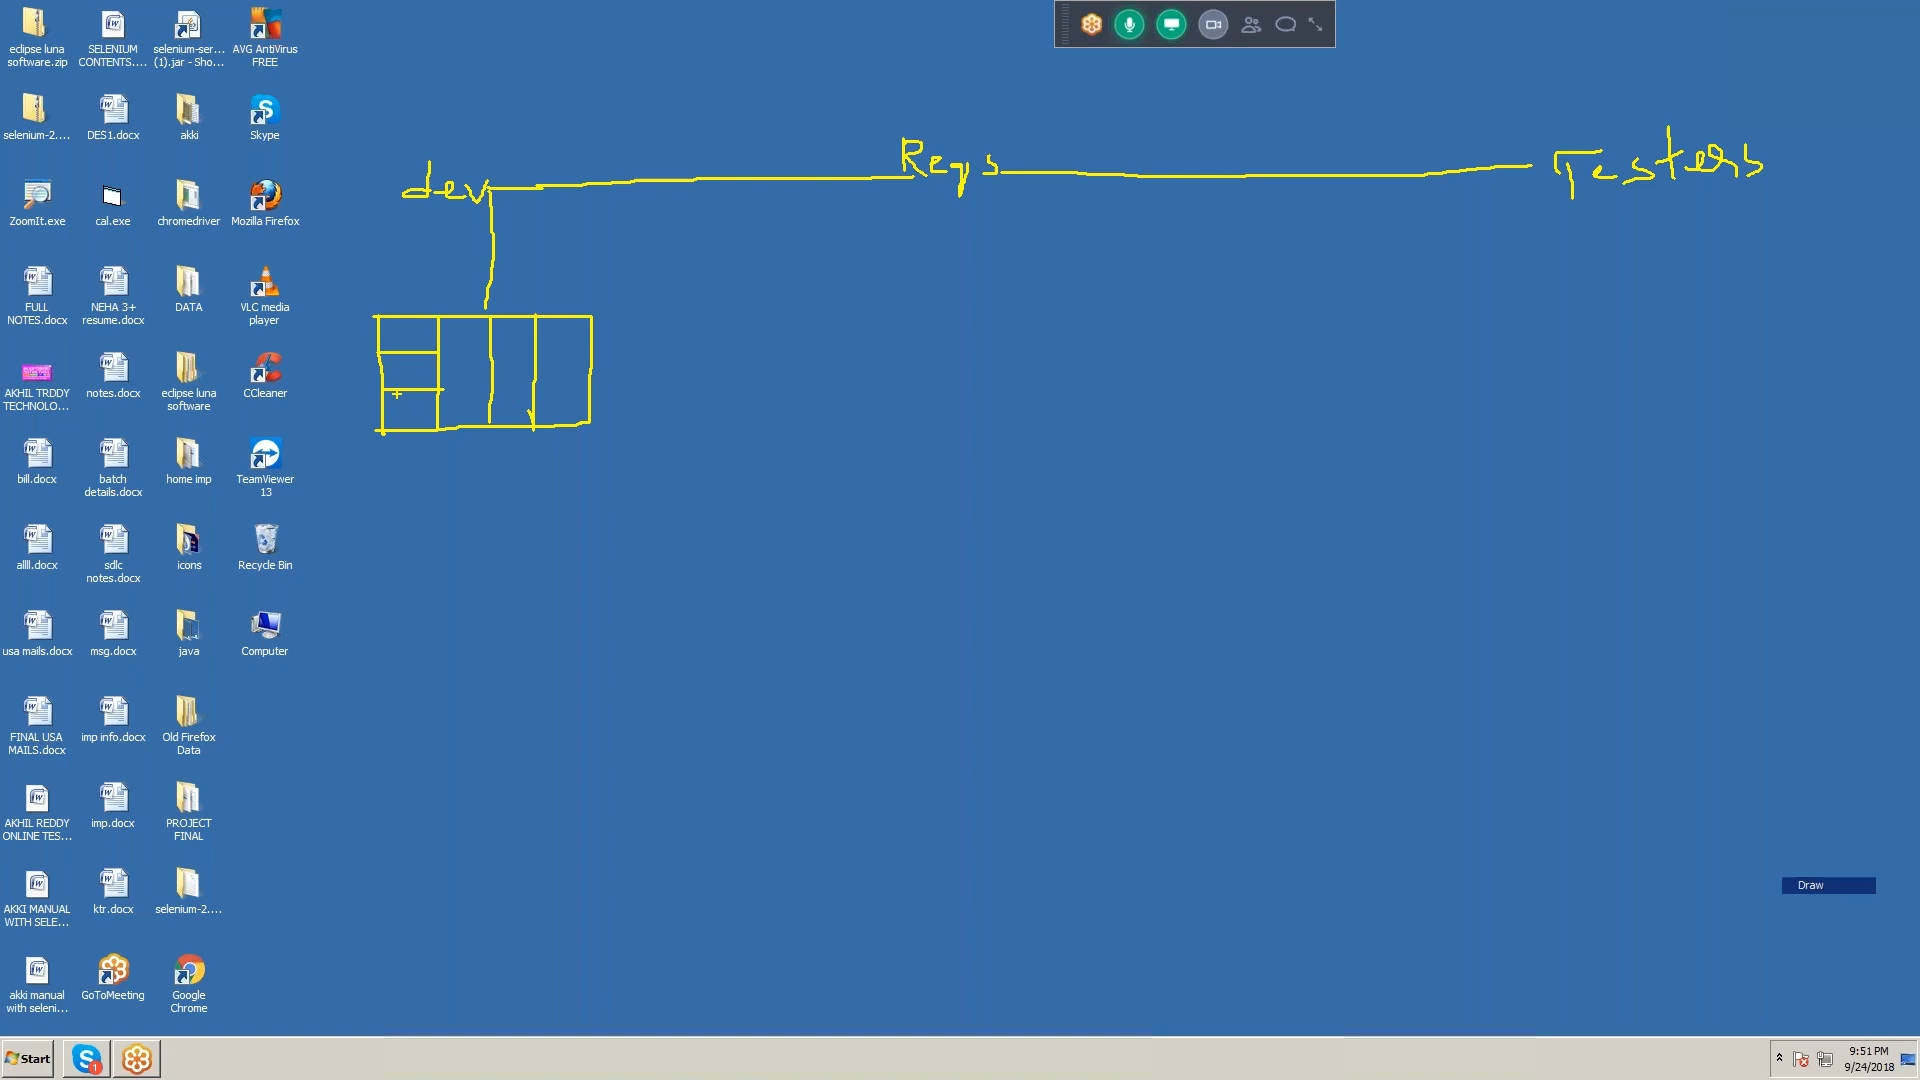 eclipse luna software.zip
SELENIUM CONTENTS....
selenium-ser... (1).jar - Sho...
AVG AntiVirus FREE
selenium-2....
DES1.docx
akki
Skype
dev
Reqs
Testers
ZoomIt.exe
cal.exe
chromedriver
Mozilla Firefox
FULL NOTES.docx
NEHA 3+ resume.docx
DATA
VLC media player
AKHIL TRDDY TECHNOLO...
notes.docx
eclipse luna software
CCleaner
bill.docx
batch details.docx
home imp
TeamViewer 13
allll.docx
sdlc notes.docx
icons
Recycle Bin
usa mails.docx
msg.docx
java
Computer
FINAL USA MAILS.docx
imp info.docx
Old Firefox Data
AKHIL REDDY ONLINE TES...
imp.docx
PROJECT FINAL
AKKI MANUAL WITH SELE...
ktr.docx
selenium-2....
Draw
akki manual with seleni...
GoToMeeting
Google Chrome
Start
1
9:51 PM
9/24/2018